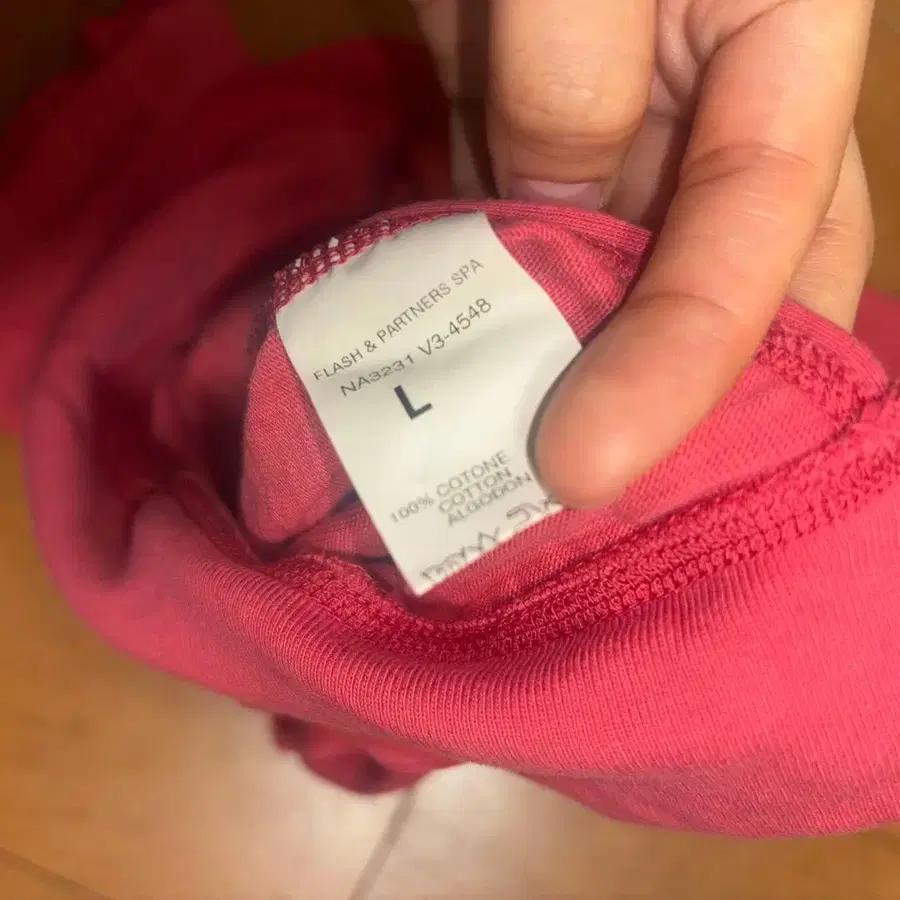 FLASH & PARTNERS SPA
NA3231 V3-4548
L
100% COTONE
COTTON
ALGODON